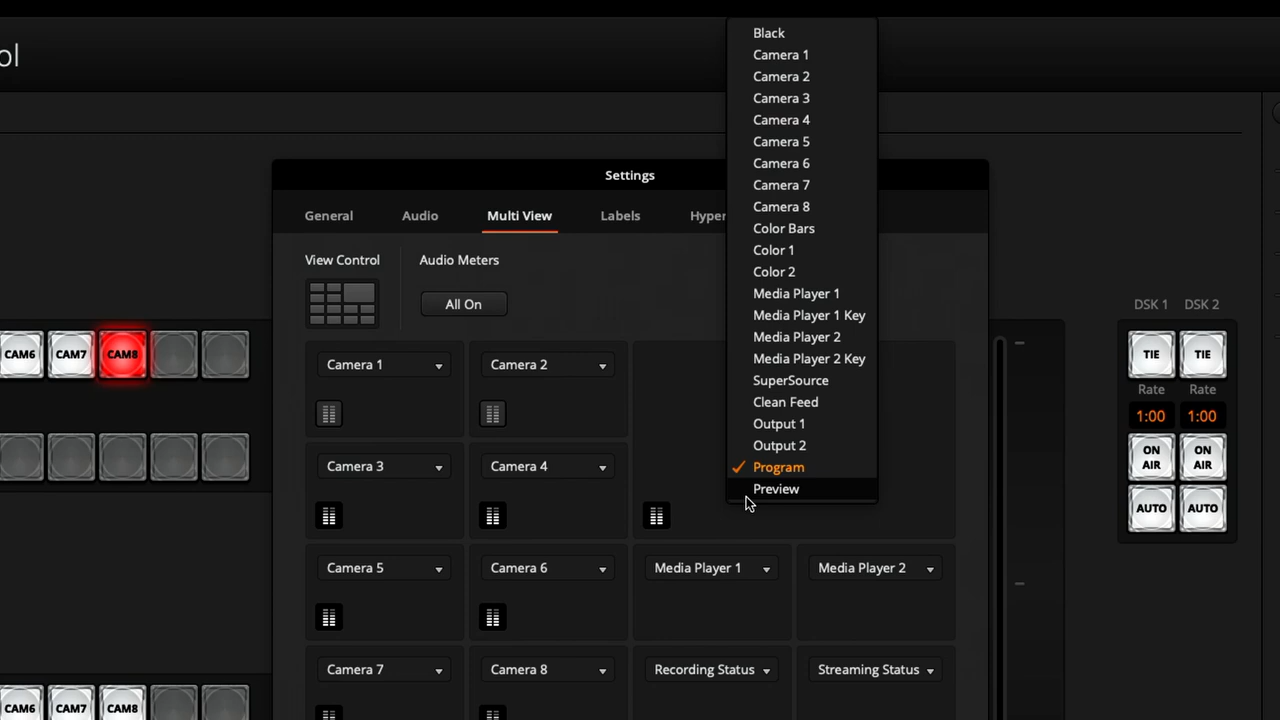 ol
Black
Camera 1
Camera 2
Camera 3
Camera 4
Camera 5
Camera 6
Camera 7
Camera 8
Color Bars
Color 1
Color 2
Media Player 1
Media Player 1 Key
Media Player 2
Media Player 2 Key
SuperSource
Clean Feed
Output 1
Output 2
Program
Preview
Settings
General Audio Multi View Labels Hyper
View Control Audio Meters
All On
Camera 1 Camera 2
Camera 3 Camera 4
Camera 5 Camera 6 Media Player 1 Media Player 2
Camera 7 Camera 8 Recording Status Streaming Status
CAM6 CAM7 CAM8
CAM6 CAM7 CAM8
DSK 1 DSK 2
TIE TIE
Rate Rate
1:00 1:00
ON AIR ON AIR
AUTO AUTO